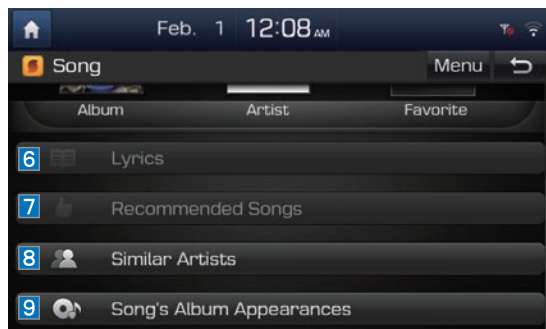 Feb. 1 12:08 AM
Song Menu
Album Artist Favorite
6 Lyrics
7 Recommended Songs
8 Similar Artists
9 Song's Album Appearances